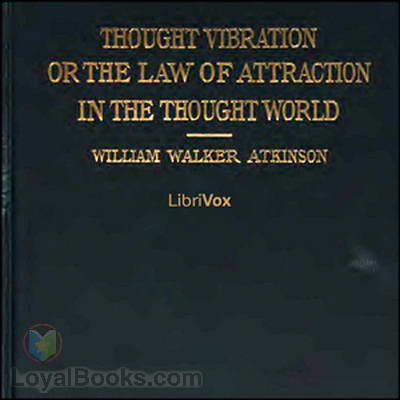 THOUGHT VIBRATION
OR THE LAW OF ATTRACTION
IN THE THOUGHT WORLD
WILLIAM WALKER ATKINSON
LibriVox
LoyalBooks.com